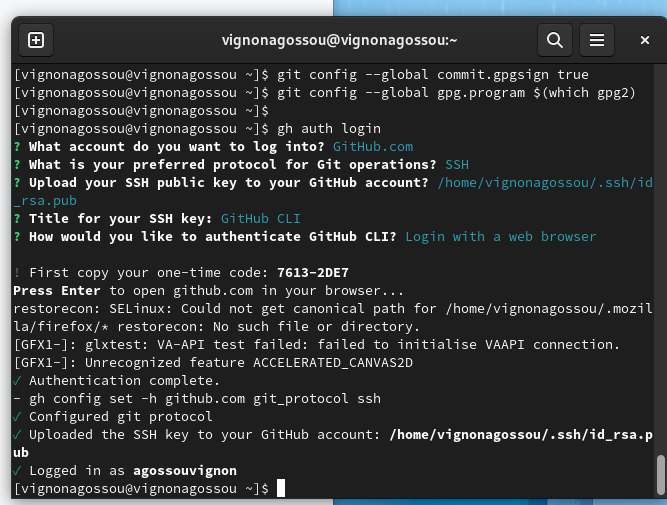 vignonagossou@vignonagossou:~
[vignonagossou@vignonagossou ~]$ git config --global commit.gpgsign true
[vignonagossou@vignonagossou ~]$ git config --global gpg.program $(which gpg2)
[vignonagossou@vignonagossou ~]$
[vignonagossou@vignonagossou ~]$ gh auth login
? What account do you want to log into? GitHub.com
? What is your preferred protocol for Git operations? SSH
? Upload your SSH public key to your GitHub account? /home/vignonagossou/.ssh/id
_rsa.pub
? Title for your SSH key: GitHub CLI
? How would you like to authenticate GitHub CLI? Login with a web browser
! First copy your one-time code: 7613-2DE7
Press Enter to open github.com in your browser...
restorecon: SELinux: Could not get canonical path for /home/vignonagossou/.mozil
lla/firefox/* restorecon: No such file or directory.
[GFX1-]: glxtest: VA-API test failed: failed to initialise VAAPI connection.
[GFX1-]: Unrecognized feature ACCELERATED_CANVAS2D
✓ Authentication complete.
- gh config set -h github.com git_protocol ssh
✓ Configured git protocol
✓ Uploaded the SSH key to your GitHub account: /home/vignonagossou/.ssh/id_rsa.p
ub
✓ Logged in as agossouvignon
[vignonagossou@vignonagossou ~]$